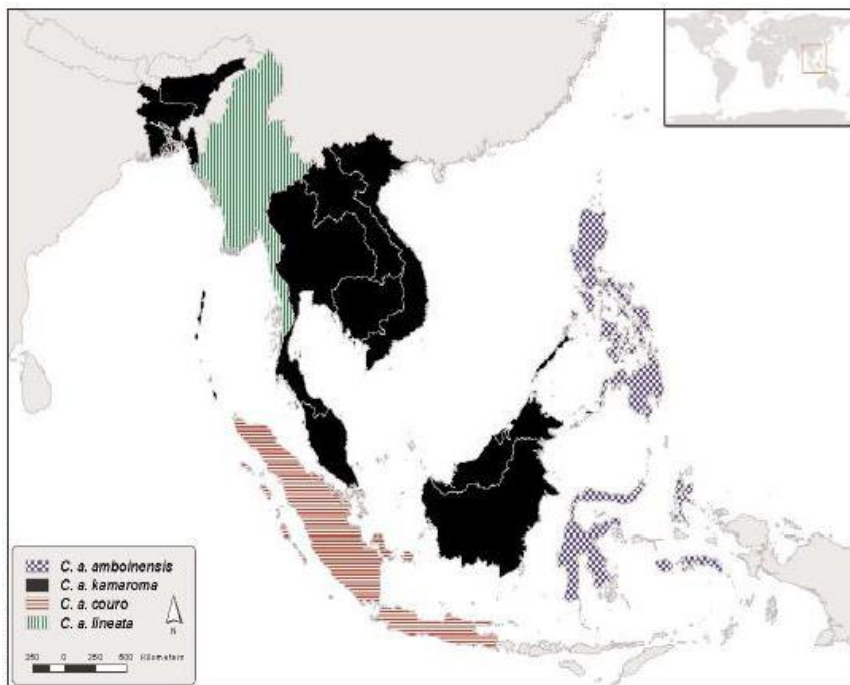 C. a. amboinensis
C. a. kamaroma
C. a. couro
C. a. lineata
N
250 0 250 500 Kilometers